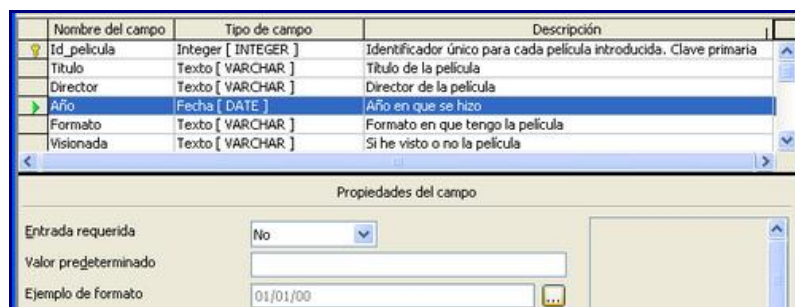 Nombre del campo Tipo de campo Descripción
Id_pelicula Integer [ INTEGER ] Identificador único para cada película introducida. Clave primaria
Titulo Texto [ VARCHAR ] Título de la película
Director Texto [ VARCHAR ] Director de la película
Año Fecha [ DATE ] Año en que se hizo
Formato Texto [ VARCHAR ] Formato en que tengo la película
Visionada Texto [ VARCHAR ] Si he visto o no la película
Propiedades del campo
Entrada requerida No
Valor predeterminado
Ejemplo de formato 01/01/00 ...